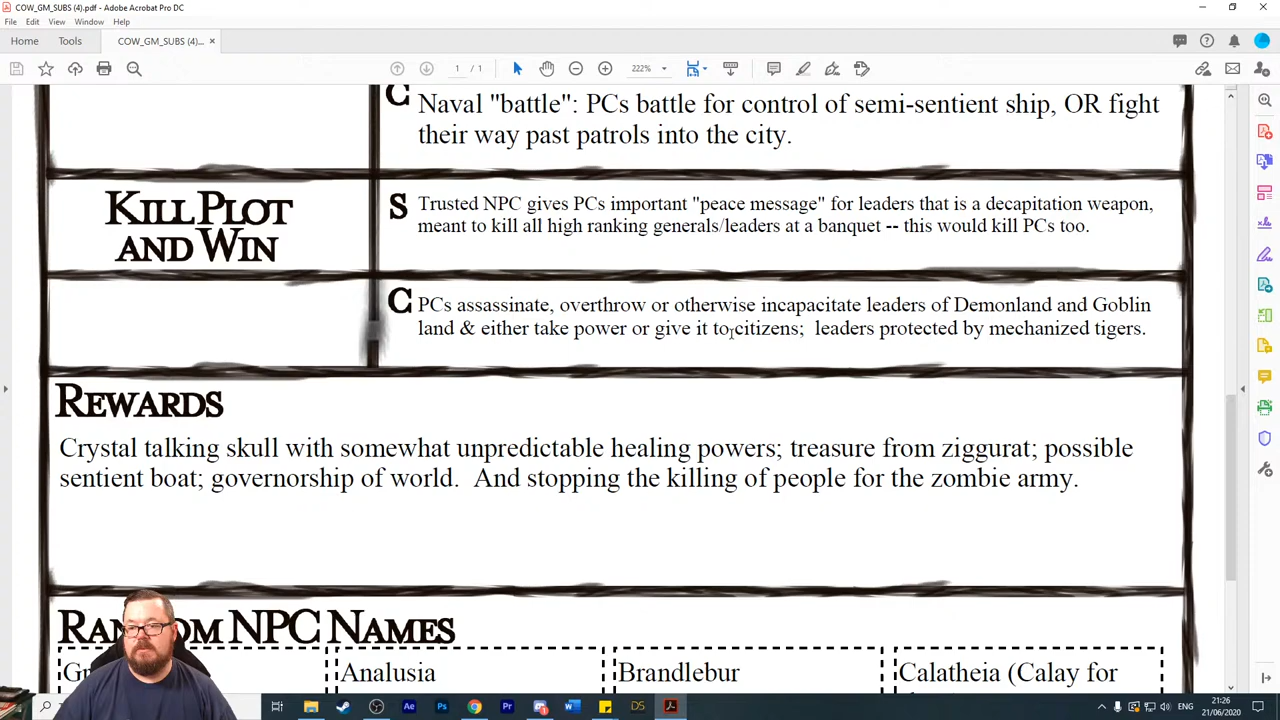 COW_GM_SUBS (4).pdf - Adobe Acrobat Pro DC
File Edit View Window Help
Home Tools COW_GM_SUBS (4)... ×
1 / 1 222%
C Naval "battle": PCs battle for control of semi-sentient ship, OR fight
their way past patrols into the city.
KILL PLOT
AND WIN
S Trusted NPC gives PCs important "peace message" for leaders that is a decapitation weapon,
meant to kill all high ranking generals/leaders at a banquet -- this would kill PCs too.
C PCs assassinate, overthrow or otherwise incapacitate leaders of Demonland and Goblin
land & either take power or give it to citizens; leaders protected by mechanized tigers.
REWARDS
Crystal talking skull with somewhat unpredictable healing powers; treasure from ziggurat; possible
sentient boat; governorship of world. And stopping the killing of people for the zombie army.
RANDOM NPC NAMES
Analusia Brandlebur Calatheia (Calay for
Ae Ps Pr DS
21:26
21/06/2020